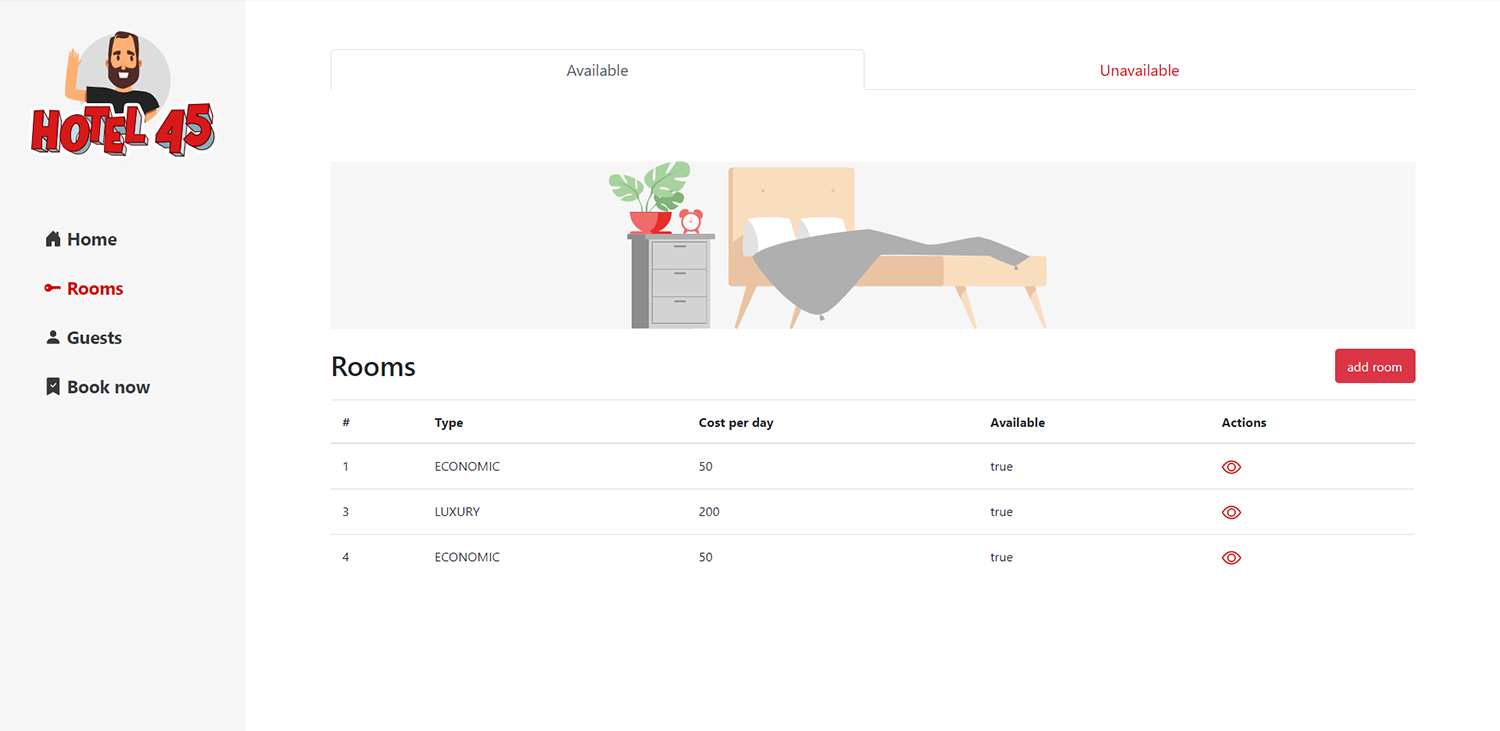 HOTEL 45
Home
Rooms
Guests
Book now
Available Unavailable
Rooms
add room
# Type Cost per day Available Actions
1 ECONOMIC 50 true
3 LUXURY 200 true
4 ECONOMIC 50 true